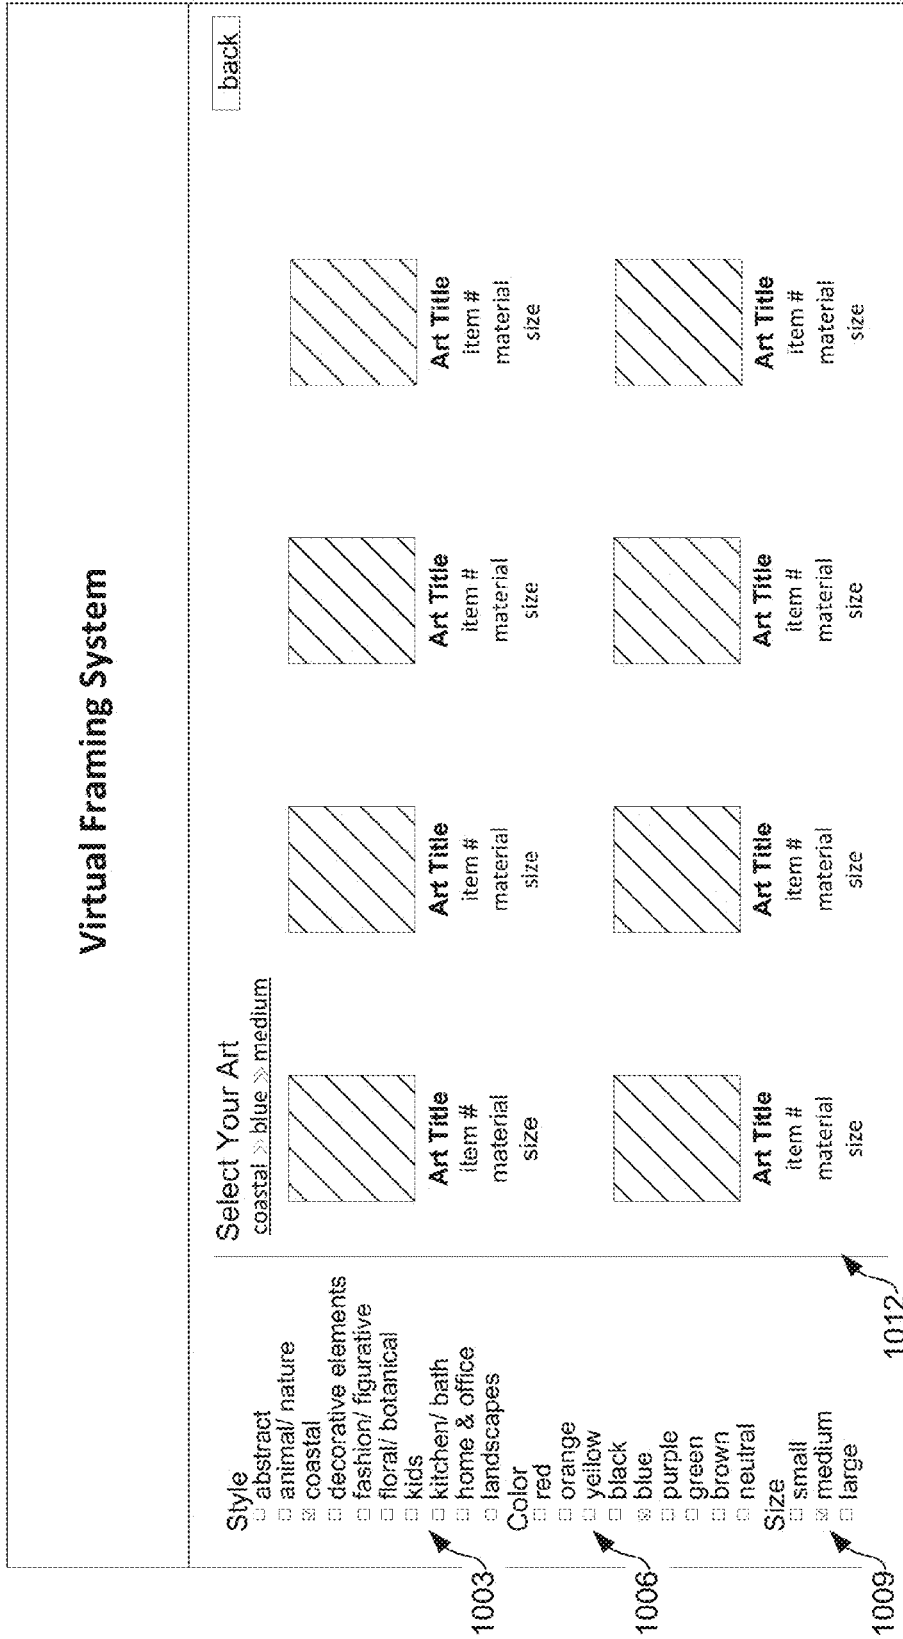 Virtual Framing System
back
Style
abstract
animal/ nature
coastal
decorative elements
fashion/ figurative
floral/ botanical
kids
kitchen/ bath
home & office
landscapes
Color
red
orange
yellow
black
blue
purple
green
brown
neutral
Size
small
medium
large
1003
1006
1009
1012
Select Your Art
coastal >> blue >> medium
Art Title
item #
material
size
Art Title
item #
material
size
Art Title
item #
material
size
Art Title
item #
material
size
Art Title
item #
material
size
Art Title
item #
material
size
Art Title
item #
material
size
Art Title
item #
material
size